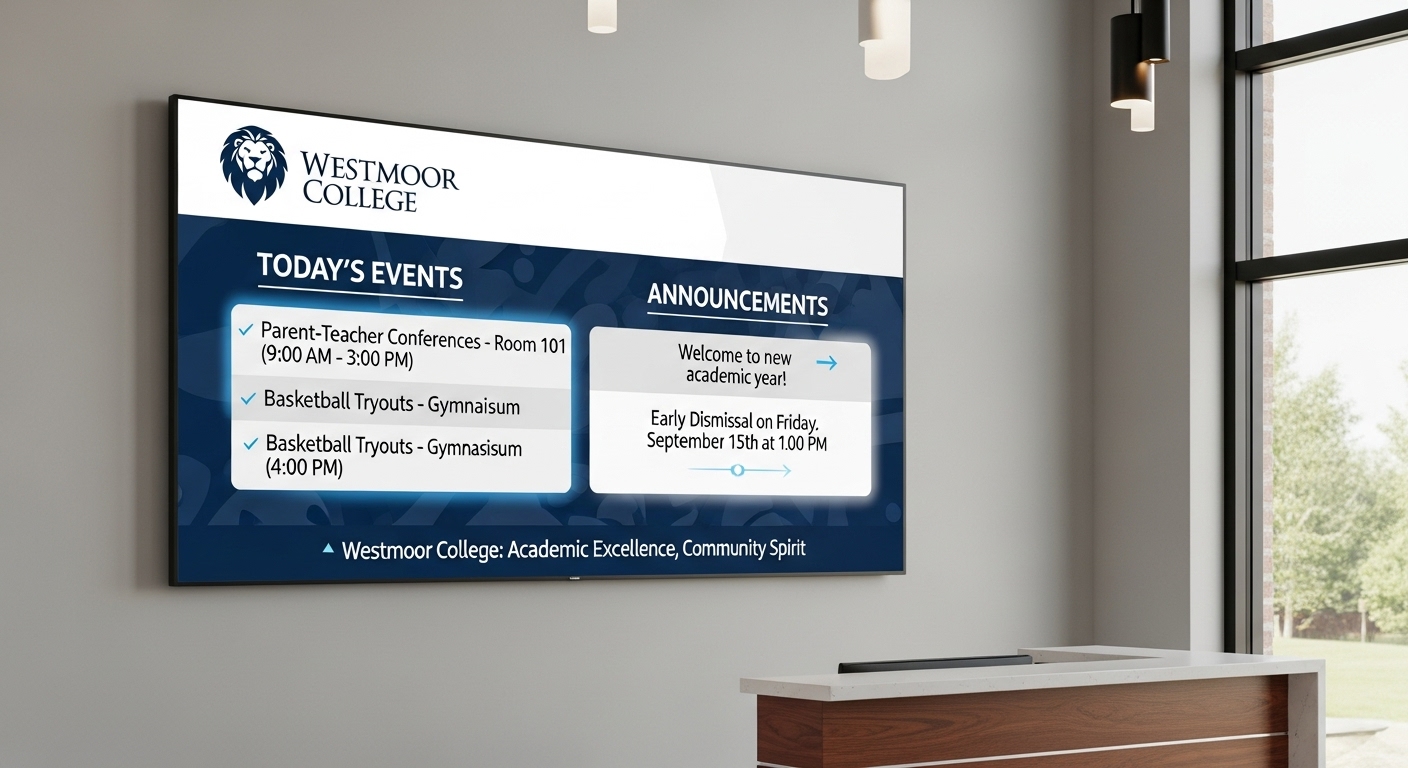 WESTMOOR
COLLEGE
TODAY'S EVENTS
Parent-Teacher Conferences - Room 101
(9:00 AM - 3:00 PM)
Basketball Tryouts - Gymnaisum
Basketball Tryouts - Gymnasisum
(4:00 PM)
ANNOUNCEMENTS
Welcome to new
academic year!
Early Dismissal on Friday.
September 15th at 1.00 PM
Westmoor College: Academic Excellence, Community Spirit